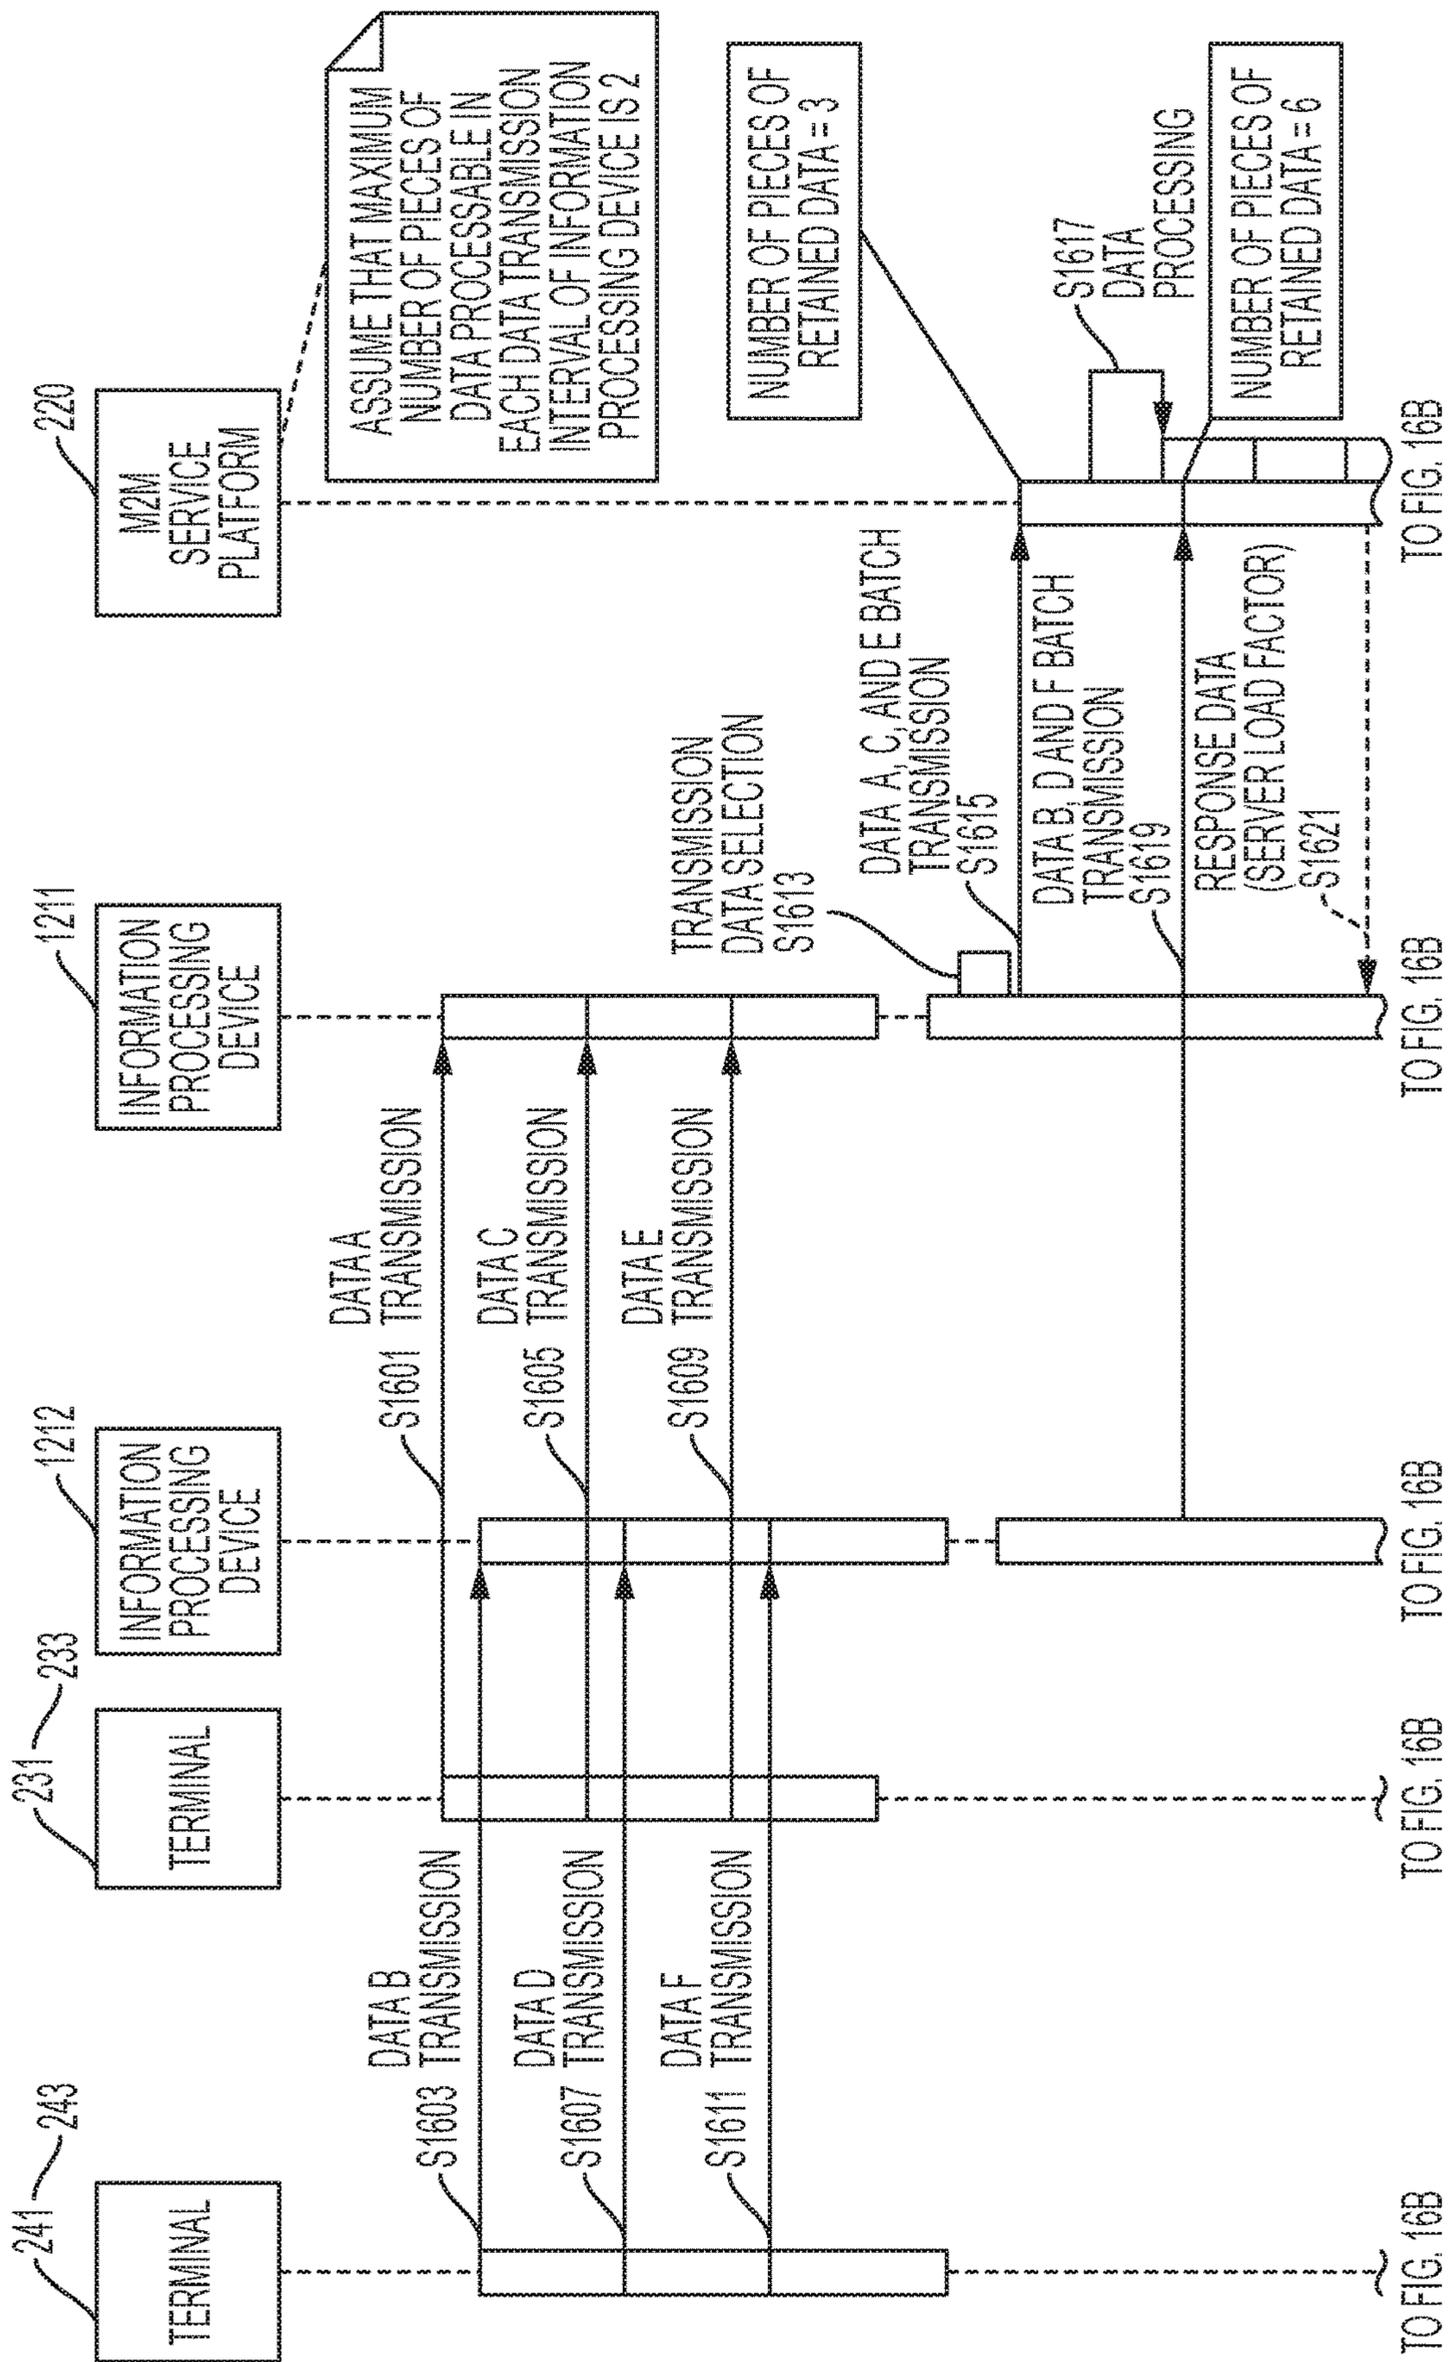 241
243
TERMINAL
231
233
TERMINAL
1212
INFORMATION
PROCESSING
DEVICE
1211
INFORMATION
PROCESSING
DEVICE
220
M2M
SERVICE
PLATFORM
ASSUME THAT MAXIMUM
NUMBER OF PIECES OF
DATA PROCESSABLE IN
EACH DATA TRANSMISSION
INTERVAL OF INFORMATION
PROCESSING DEVICE IS 2
DATA A
S1601 TRANSMISSION
DATA B
TRANSMISSION
S1603
DATA C
S1605 TRANSMISSION
DATA D
TRANSMISSION
S1607
DATA E
S1609 TRANSMISSION
DATA F
TRANSMISSION
S1611
TRANSMISSION
DATA SELECTION
S1613
DATA A, C, AND E BATCH
TRANSMISSION
S1615
NUMBER OF PIECES OF
RETAINED DATA = 3
S1617
DATA
PROCESSING
DATA B, D AND F BATCH
TRANSMISSION
S1619
NUMBER OF PIECES OF
RETAINED DATA = 6
RESPONSE DATA
(SERVER LOAD FACTOR)
S1621
TO FIG. 16B
TO FIG. 16B
TO FIG. 16B
TO FIG. 16B
TO FIG. 16B